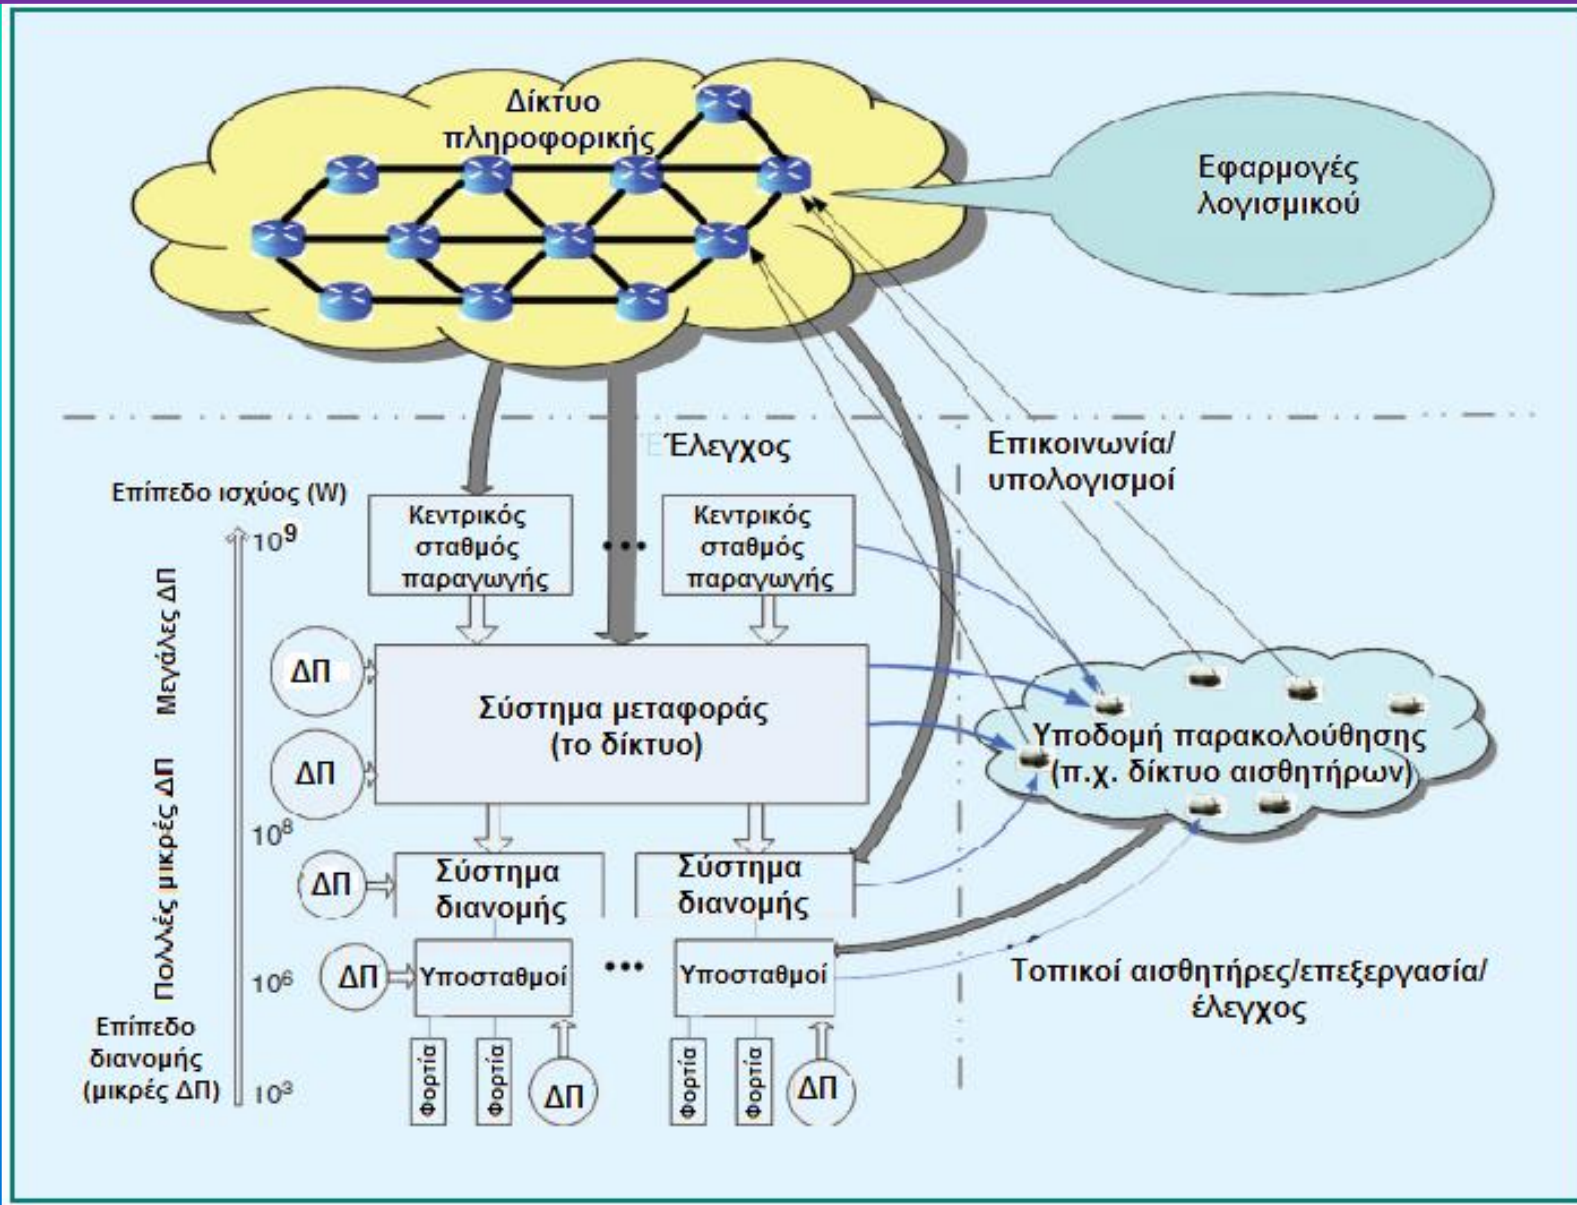 Δίκτυο
πληροφορικής
Εφαρμογές
λογισμικού
Έλεγχος
Επικοινωνία/
υπολογισμοί
Επίπεδο ισχύος (W)
10⁹
Κεντρικός
σταθμός
παραγωγής
•••
Κεντρικός
σταθμός
παραγωγής
Μεγάλες ΔΠ
ΔΠ
Σύστημα μεταφοράς
(το δίκτυο)
ΔΠ
Υποδομή παρακολούθησης
(π.χ. δίκτυο αισθητήρων)
Πολλές μικρές ΔΠ
10⁸
ΔΠ
Σύστημα
διανομής
Σύστημα
διανομής
ΔΠ
Υποσταθμοί
•••
Υποσταθμοί
10⁶
Τοπικοί αισθητήρες/επεξεργασία/
έλεγχος
Επίπεδο
διανομής
(μικρές ΔΠ)
10³
Φορτία
Φορτία
ΔΠ
Φορτία
Φορτία
ΔΠ